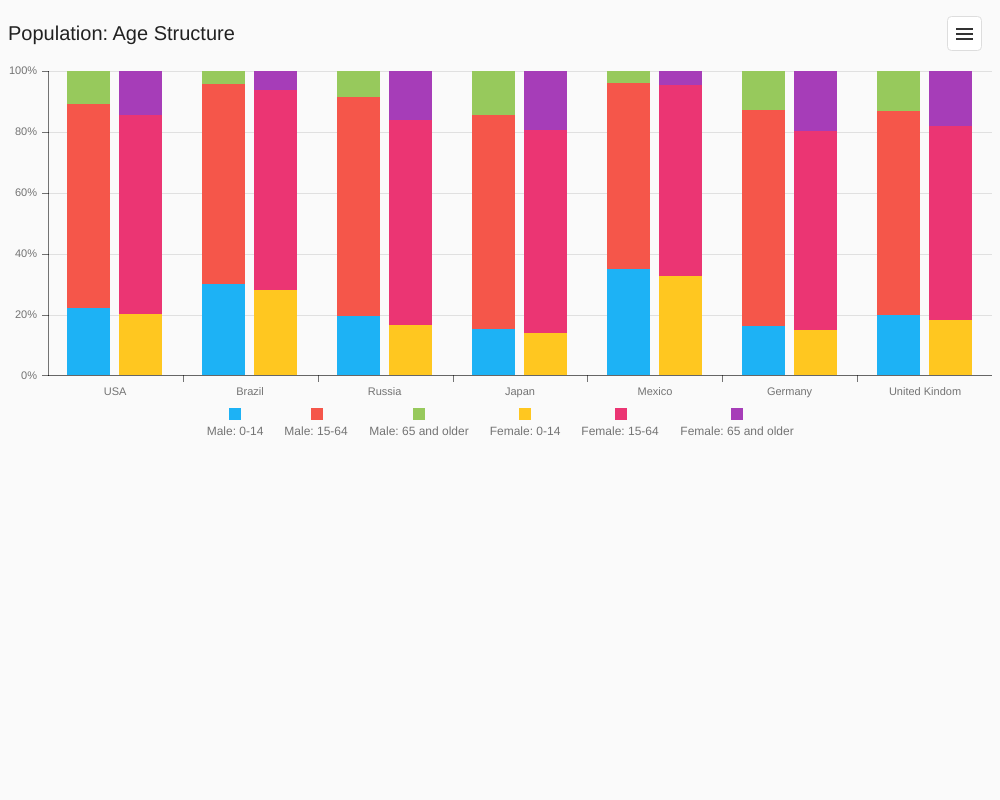 Population: Age Structure
100%
80%
60%
40%
20%
0%
USA Brazil Russia Japan Mexico Germany United Kindom
Male: 0-14 Male: 15-64 Male: 65 and older Female: 0-14 Female: 15-64 Female: 65 and older